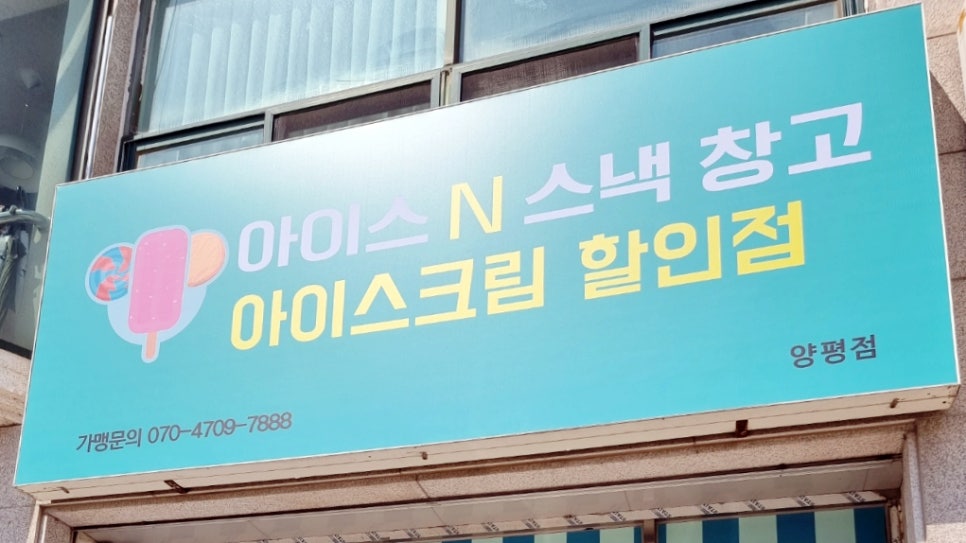 아이스 N 스낵 창고
아이스크림 할인점
양평점
가맹문의 070-4709-7888